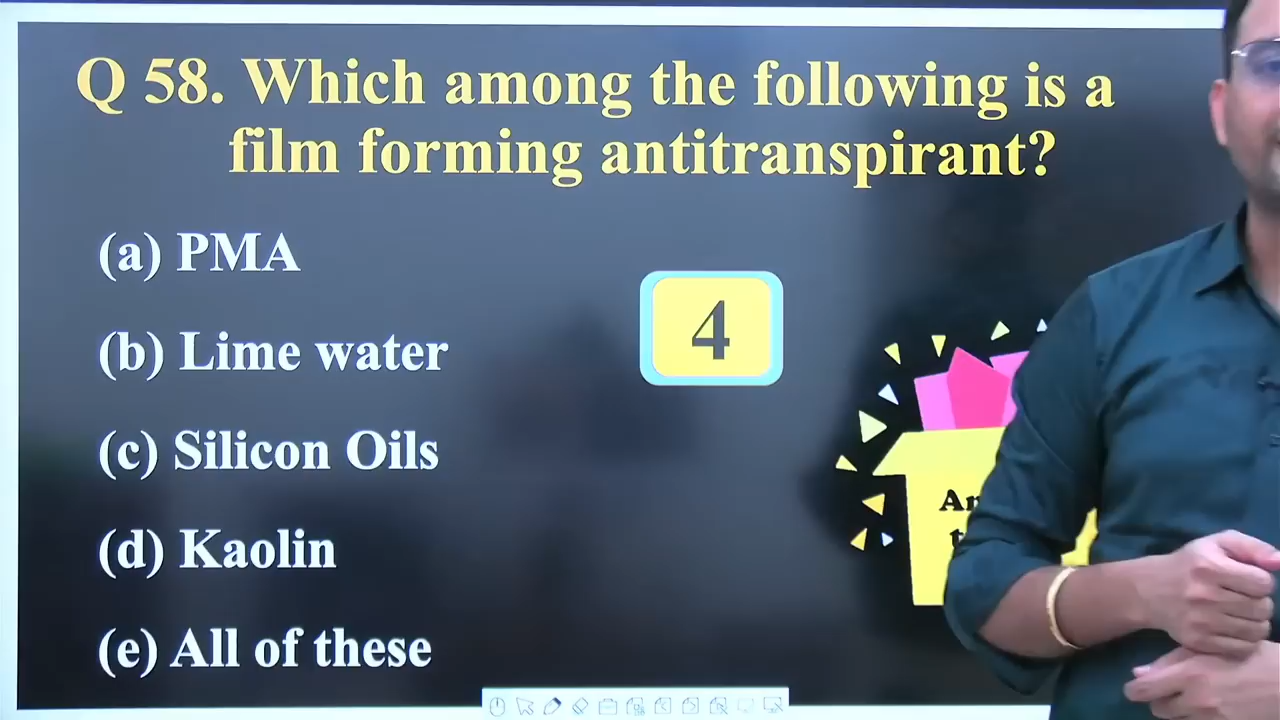 Q 58. Which among the following is a
film forming antitranspirant?
(a) PMA
(b) Lime water
(c) Silicon Oils
(d) Kaolin
(e) All of these
4